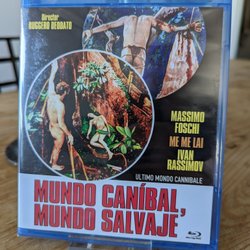 Director
RUGGERO DEODATO
MASSIMO
FOSCHI
ME ME LAI
IVAN
RASSIMOV
ULTIMO MONDO CANNIBALE
MUNDO CANÍBAL,
MUNDO SALVAJE